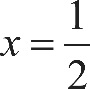 x = 1/2